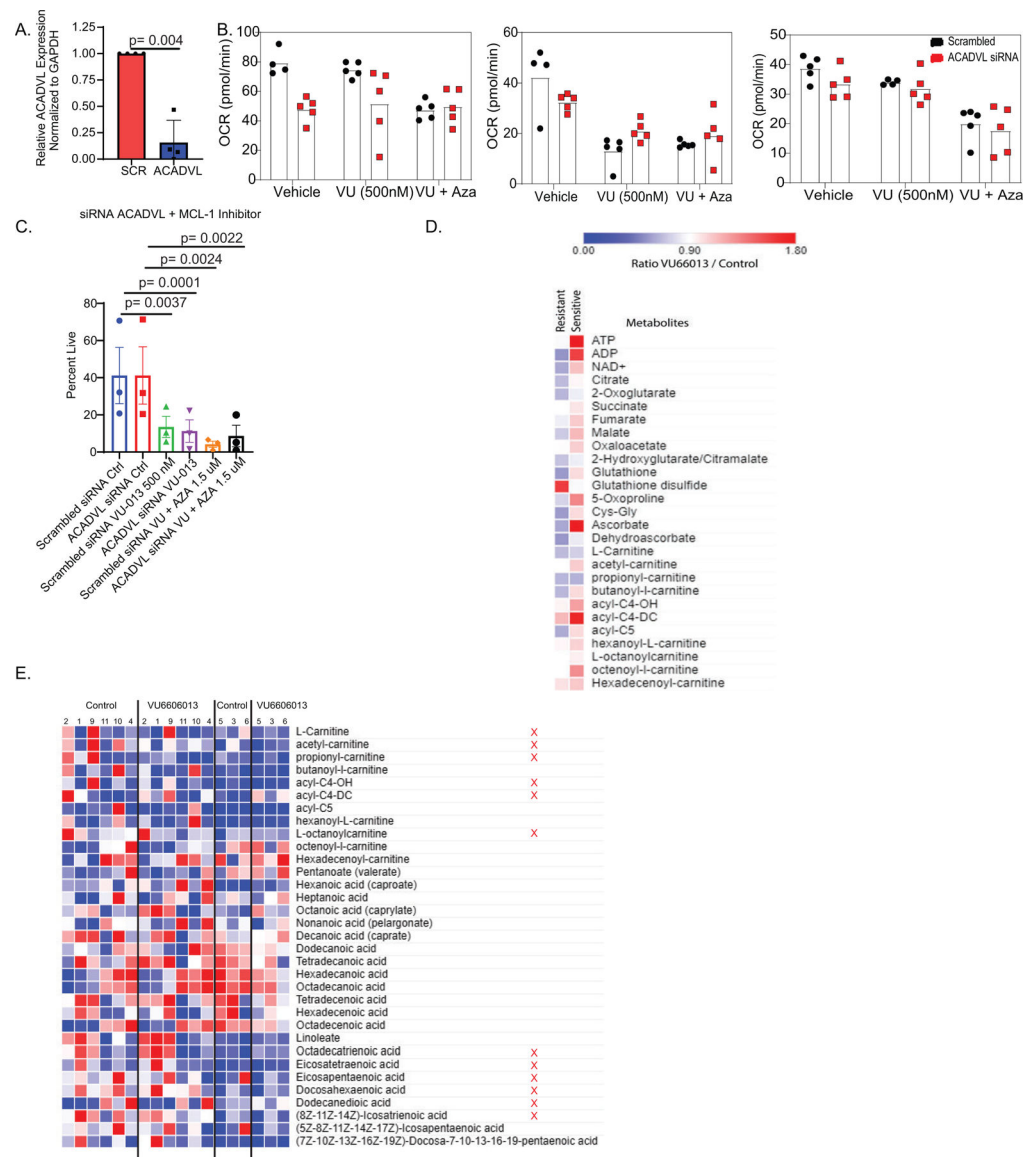 A.
Relative ACADVL Expression
Normalized to GAPDH
1.25
1.00
0.75
0.50
0.25
0.00
p = 0.004
SCR
ACADVL
B.
OCR (pmol/min)
100
80
60
40
20
0
Vehicle
VU (500nM)
VU + Aza
OCR (pmol/min)
60
40
20
0
Vehicle
VU (500nM)
VU + Aza
OCR (pmol/min)
50
40
30
20
10
0
Vehicle
VU (500nM)
VU + Aza
Scrambled
ACADVL siRNA
siRNA ACADVL + MCL-1 Inhibitor
C.
p= 0.0022
p= 0.0024
p= 0.0001
p= 0.0037
Percent Live
80
60
40
20
0
Scrambled siRNA Ctrl
ACADVL siRNA Ctrl
Scrambled siRNA VU-013 500 nM
ACADVL siRNA VU-013
Scrambled siRNA VU + AZA 1.5 uM
ACADVL siRNA VU + AZA 1.5 uM
D.
0.00 0.90 1.80
Ratio VU66013 / Control
Resistant
Sensitive
Metabolites
ATP
ADP
NAD+
Citrate
2-Oxoglutarate
Succinate
Fumarate
Malate
Oxaloacetate
2-Hydroxyglutarate/Citramalate
Glutathione
Glutathione disulfide
5-Oxoproline
Cys-Gly
Ascorbate
Dehydroascorbate
L-Carnitine
acetyl-carnitine
propionyl-carnitine
butanoyl-l-carnitine
acyl-C4-OH
acyl-C4-DC
acyl-C5
hexanoyl-L-carnitine
L-octanoylcarnitine
octenoyl-l-carnitine
Hexadecenoyl-carnitine
E.
Control VU6606013 Control VU6606013
2 1 9 11 10 4 2 1 9 11 10 4 5 3 6 5 3 6
L-Carnitine X
acetyl-carnitine X
propionyl-carnitine X
butanoyl-l-carnitine
acyl-C4-OH X
acyl-C4-DC X
acyl-C5
hexanoyl-L-carnitine
L-octanoylcarnitine X
octenoyl-l-carnitine
Hexadecenoyl-carnitine
Pentanoate (valerate)
Hexanoic acid (caproate)
Heptanoic acid
Octanoic acid (caprylate)
Nonanoic acid (pelargonate)
Decanoic acid (caprate)
Dodecanoic acid
Tetradecanoic acid
Hexadecanoic acid
Octadecanoic acid
Tetradecenoic acid
Hexadecenoic acid
Octadecenoic acid
Linoleate
Octadecatrienoic acid X
Eicosatetraenoic acid X
Eicosapentaenoic acid X
Docosahexaenoic acid X
Dodecanedioic acid X
(8Z-11Z-14Z)-Icosatrienoic acid X
(5Z-8Z-11Z-14Z-17Z)-Icosapentaenoic acid
(7Z-10Z-13Z-16Z-19Z)-Docosa-7-10-13-16-19-pentaenoic acid